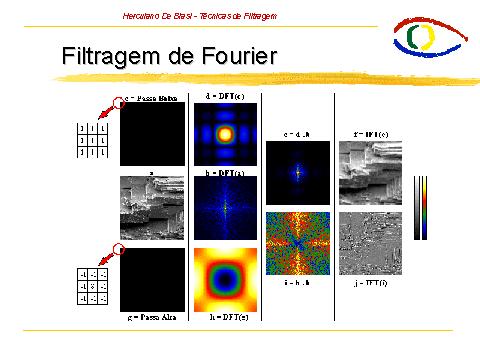 Herculano De Biasi - Técnicas de Filtragem
Filtragem de Fourier
c = Passa Baixa
d = DFT(c)
1 1 1
1 1 1
1 1 1
e = d . b
f = IFT(e)
a
b = DFT(a)
-1 -1 -1
-1 8 -1
-1 -1 -1
i = h . b
j = IFT(i)
g = Passa Alta
h = DFT(g)